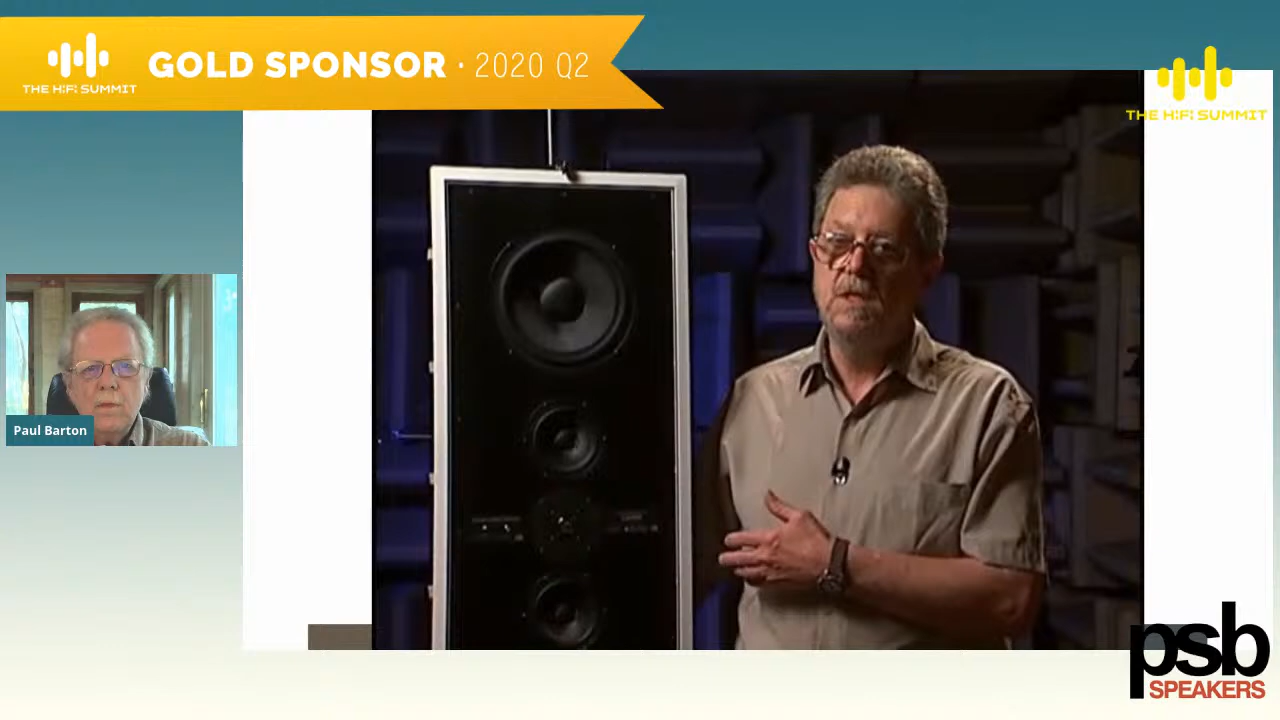 GOLD SPONSOR · 2020 Q2
THE HiFi SUMMIT
THE HiFi SUMMIT
Paul Barton
psb
SPEAKERS